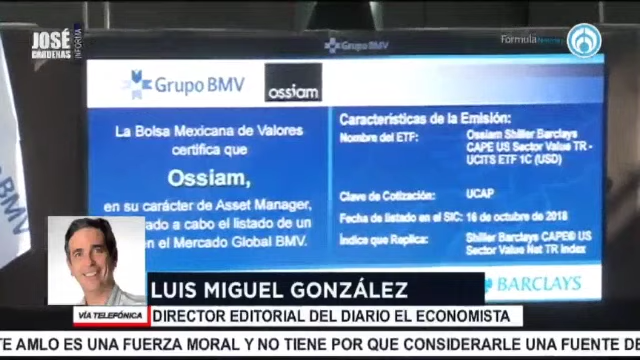 JOSÉ
CÁRDENAS
INFORMA
Fórmula
Grupo BMV
Grupo BMV
ossiam
La Bolsa Mexicana de Valores
certifica que
Ossiam,
en su carácter de Asset Manager,
ado a cabo el listado de un
en el Mercado Global BMV.
Características de la Emisión:
Nombre del ETF: Ossiam Shiller Barclays
CAPE US Sector Value TR -
UCITS ETF 1C (USD)
Clave de Cotización: UCAP
Fecha de listado en el SIC: 16 de octubre de 2018
Índice que Replica: Shiller Barclays CAPE® US
Sector Value Net TR Index
BARCLAYS
po BMV
LUIS MIGUEL GONZÁLEZ
VÍA TELEFÓNICA
DIRECTOR EDITORIAL DEL DIARIO EL ECONOMISTA
TE AMLO ES UNA FUERZA MORAL Y NO TIENE POR QUE CONSIDERARLE UNA FUENTE DE